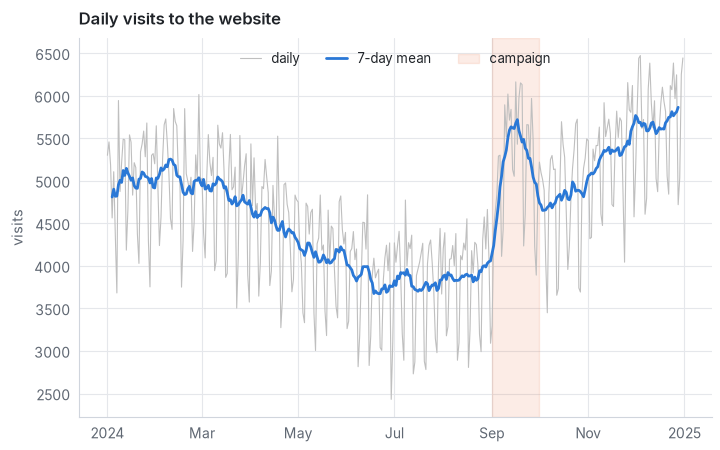 Daily visits to the website
daily 7-day mean campaign
6500
6000
5500
5000
4500
4000
3500
3000
2500
visits
2024 Mar May Jul Sep Nov 2025